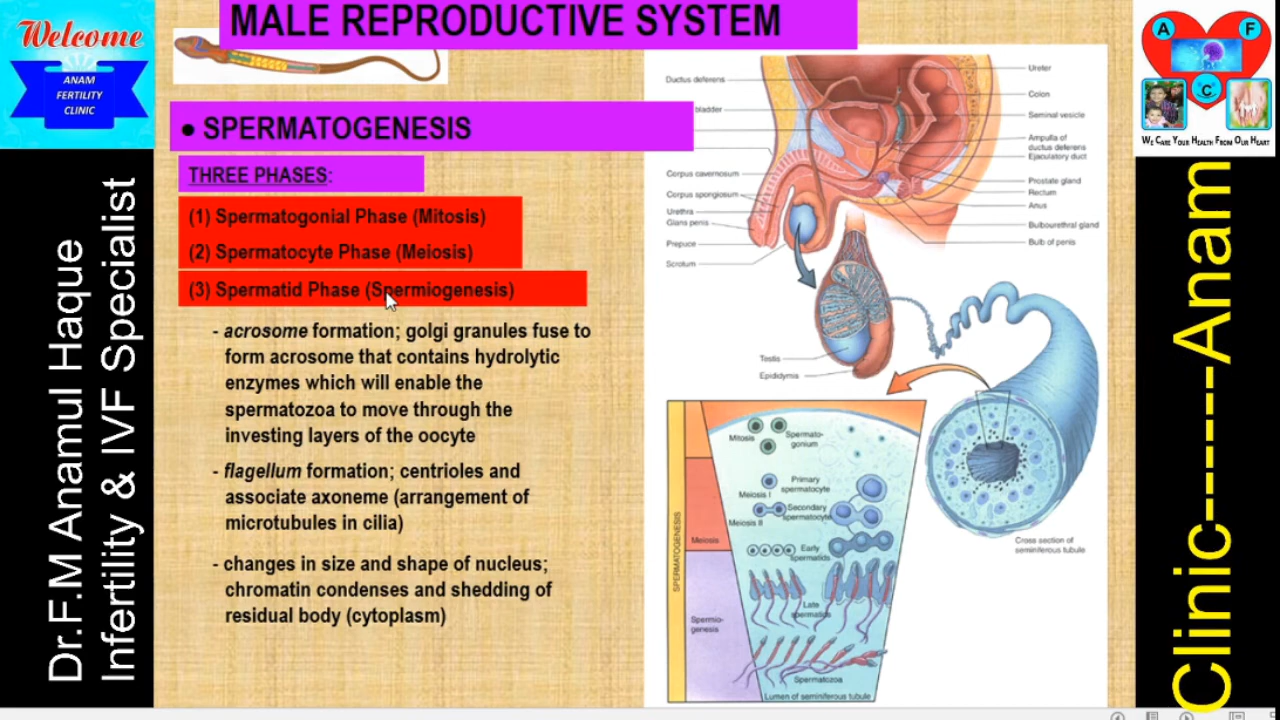 MALE REPRODUCTIVE SYSTEM
Welcome
ANAM
FERTILITY
CLINIC
Dr.F.M Anamul Haque
Infertility & IVF Specialist
● SPERMATOGENESIS
THREE PHASES:
(1) Spermatogonial Phase (Mitosis)
(2) Spermatocyte Phase (Meiosis)
(3) Spermatid Phase (Spermiogenesis)
- acrosome formation; golgi granules fuse to
form acrosome that contains hydrolytic
enzymes which will enable the
spermatozoa to move through the
investing layers of the oocyte
- flagellum formation; centrioles and
associate axoneme (arrangement of
microtubules in cilia)
- changes in size and shape of nucleus;
chromatin condenses and shedding of
residual body (cytoplasm)
Ductus deferens
bladder
Corpus cavernosum
Corpus spongiosum
Urethra
Glans penis
Prepuce
Scrotum
Ureter
Colon
Seminal vesicle
Ampulla of
ductus deferens
Ejaculatory duct
Prostate gland
Rectum
Anus
Bulbourethral gland
Bulb of penis
Testis
Epididymis
Cross section of
seminiferous tubule
SPERMATOGENESIS
Meiosis
Spermio-
genesis
Mitosis
Spermato-
gonium
Primary
spermatocyte
Meiosis I
Secondary
spermatocyte
Meiosis II
Early
spermatids
Late
spermatids
Spermatozoa
Lumen of seminiferous tubule
A
F
C
WE CARE YOUR HEALTH FROM OUR HEART
Clinic------Anam